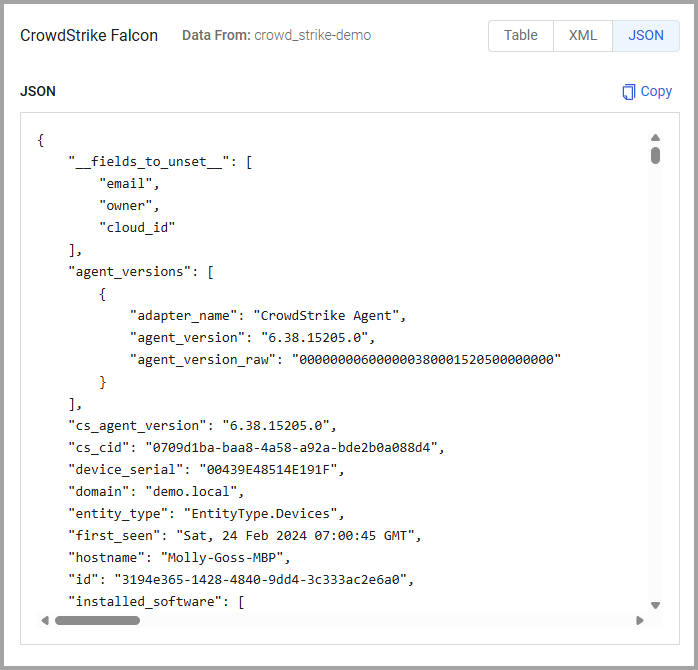 CrowdStrike Falcon Data From: crowd_strike-demo Table XML JSON
JSON Copy
{
"__fields_to_unset__": [
"email",
"owner",
"cloud_id"
],
"agent_versions": [
{
"adapter_name": "CrowdStrike Agent",
"agent_version": "6.38.15205.0",
"agent_version_raw": "000000006000000380001520500000000"
}
],
"cs_agent_version": "6.38.15205.0",
"cs_cid": "0709d1ba-baa8-4a58-a92a-bde2b0a088d4",
"device_serial": "00439E48514E191F",
"domain": "demo.local",
"entity_type": "EntityType.Devices",
"first_seen": "Sat, 24 Feb 2024 07:00:45 GMT",
"hostname": "Molly-Goss-MBP",
"id": "3194e365-1428-4840-9dd4-3c333ac2e6a0",
"installed_software": [